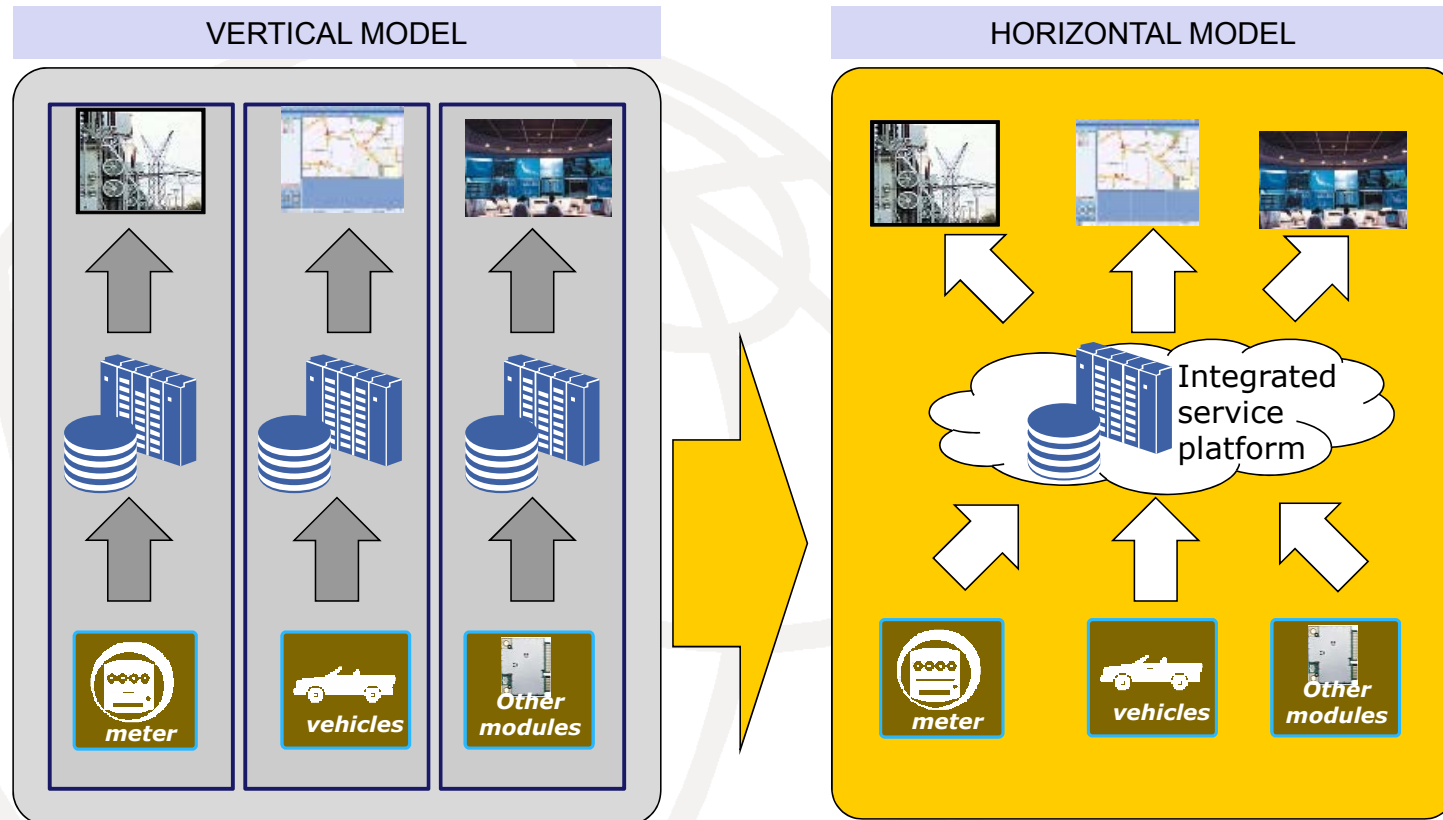 VERTICAL MODEL
HORIZONTAL MODEL
Integrated
service
platform
meter
vehicles
Other
modules
meter
vehicles
Other
modules